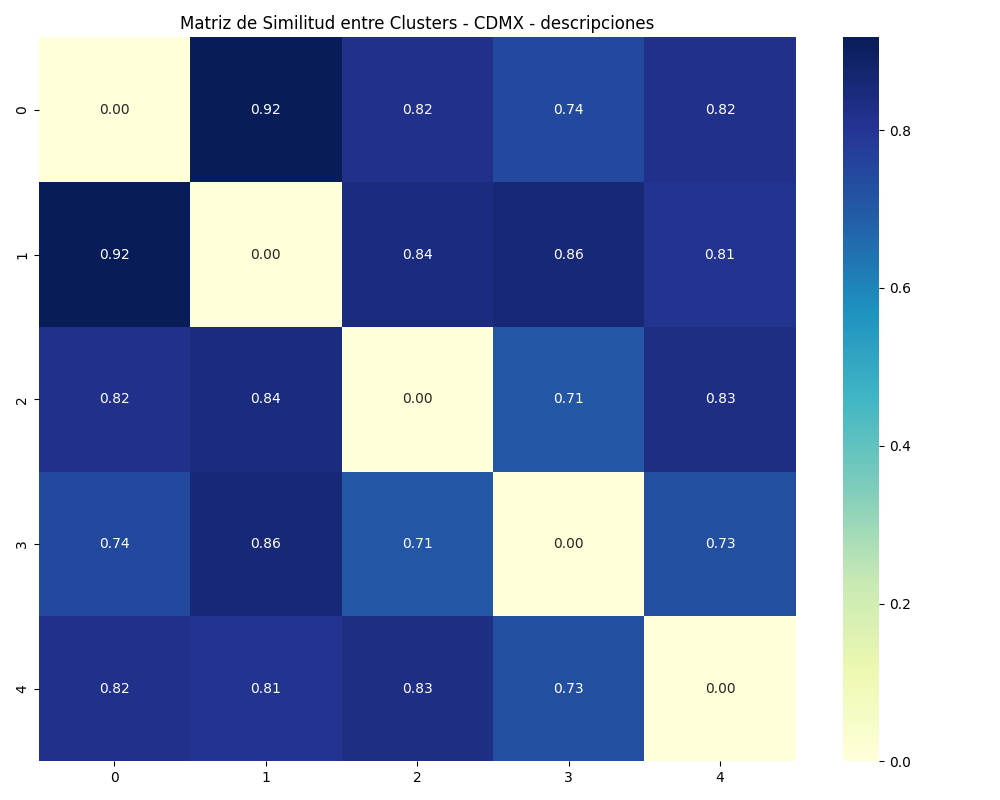 Matriz de Similitud entre Clusters - CDMX - descripciones
0 0.00 0.92 0.82 0.74 0.82
1 0.92 0.00 0.84 0.86 0.81
2 0.82 0.84 0.00 0.71 0.83
3 0.74 0.86 0.71 0.00 0.73
4 0.82 0.81 0.83 0.73 0.00
0 1 2 3 4
0.8
0.6
0.4
0.2
0.0